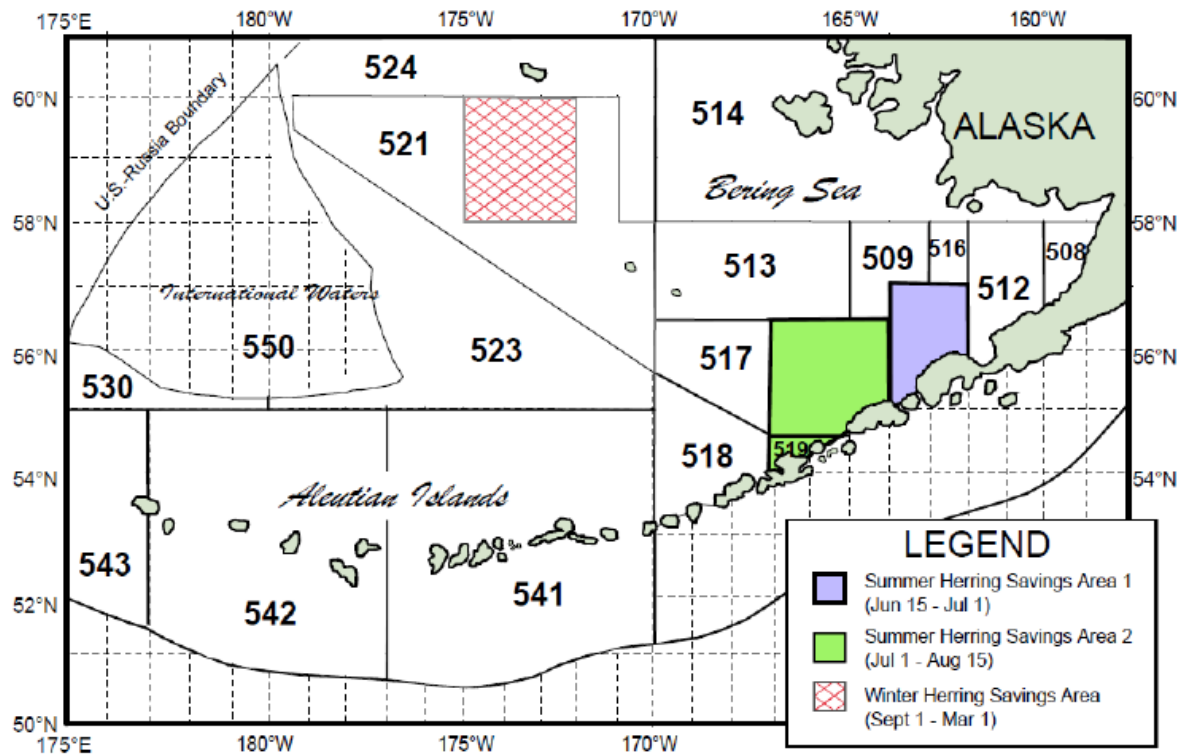 175°E 180°W 175°W 170°W 165°W 160°W
60°N 60°N
58°N 58°N
56°N 56°N
54°N 54°N
52°N
50°N
175°E 180°W 175°W 170°W
524
514
ALASKA
521
U.S.-Russia Boundary
Bering Sea
513
509
516
508
512
International Waters
550
523
517
530
519
518
Aleutian Islands
543
542
541
LEGEND
Summer Herring Savings Area 1
(Jun 15 - Jul 1)
Summer Herring Savings Area 2
(Jul 1 - Aug 15)
Winter Herring Savings Area
(Sept 1 - Mar 1)